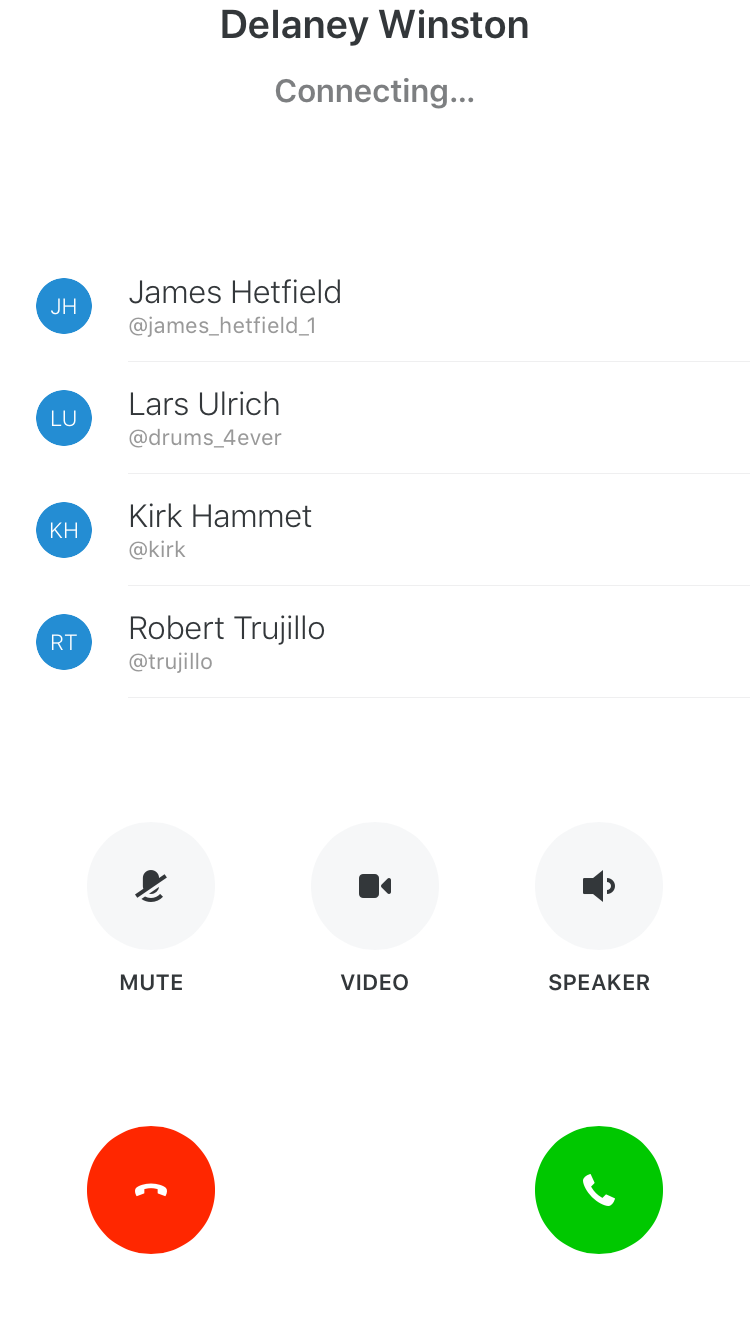 Delaney Winston
Connecting...
JH
James Hetfield
@james_hetfield_1
LU
Lars Ulrich
@drums_4ever
KH
Kirk Hammet
@kirk
RT
Robert Trujillo
@trujillo
MUTE
VIDEO
SPEAKER